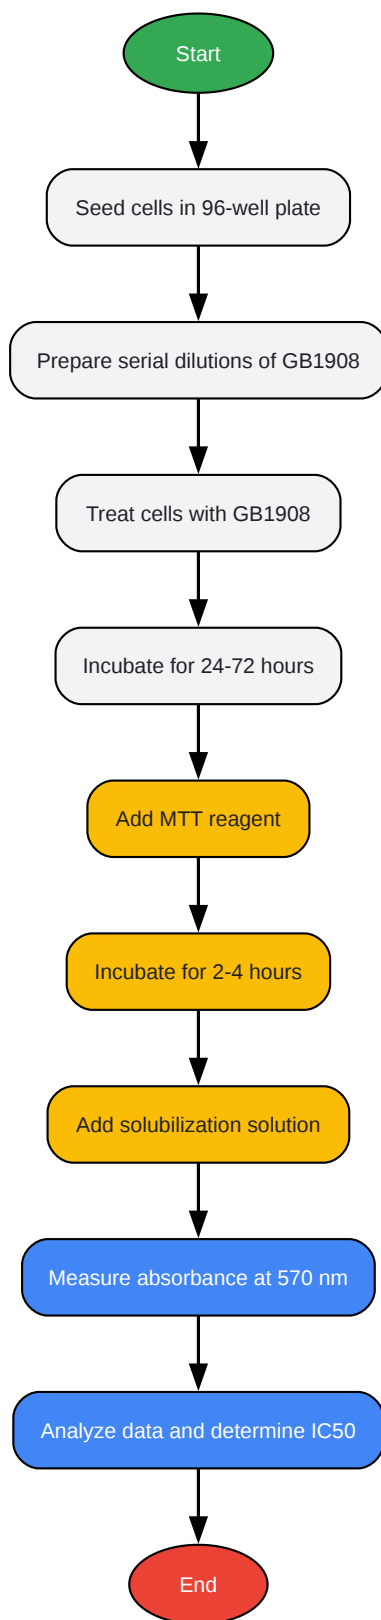 Start
Seed cells in 96-well plate
Prepare serial dilutions of GB1908
Treat cells with GB1908
Incubate for 24-72 hours
Add MTT reagent
Incubate for 2-4 hours
Add solubilization solution
Measure absorbance at 570 nm
Analyze data and determine IC50
End